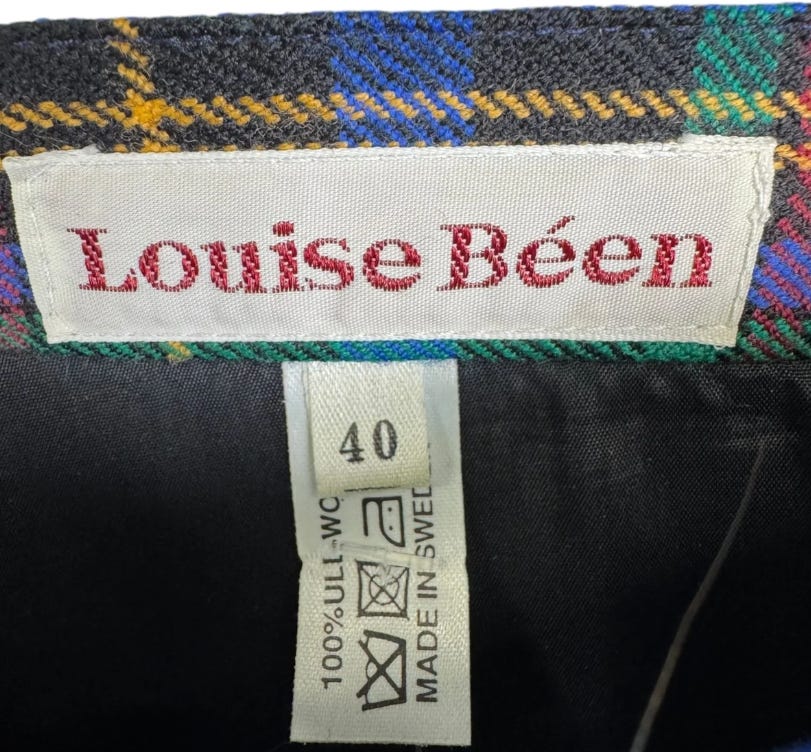 Louise Béen
40
100% ULL-WO
MADE IN SWED